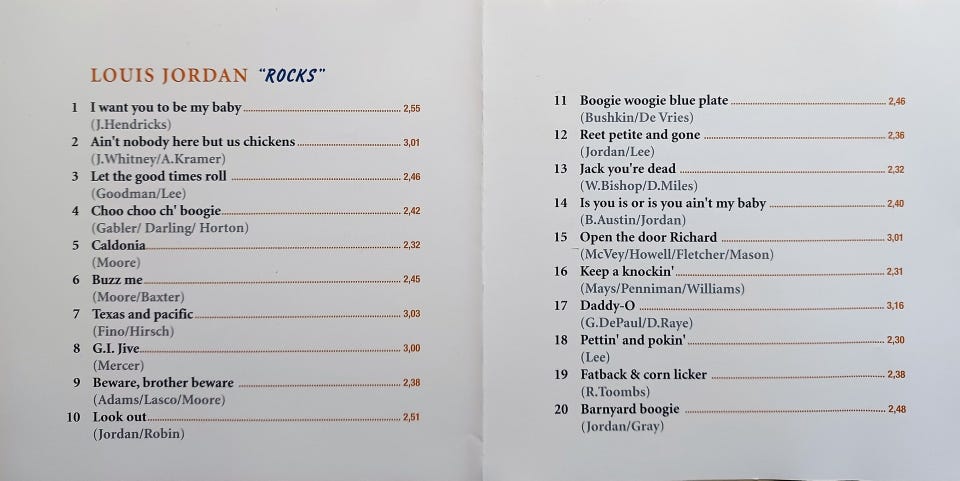 LOUIS JORDAN "ROCKS"
1 I want you to be my baby 2,55
(J.Hendricks)
2 Ain't nobody here but us chickens 3,01
(J.Whitney/A.Kramer)
3 Let the good times roll 2,46
(Goodman/Lee)
4 Choo choo ch' boogie 2,42
(Gabler/ Darling/ Horton)
5 Caldonia 2,32
(Moore)
6 Buzz me 2,45
(Moore/Baxter)
7 Texas and pacific 3,03
(Fino/Hirsch)
8 G.I. Jive 3,00
(Mercer)
9 Beware, brother beware 2,38
(Adams/Lasco/Moore)
10 Look out 2,51
(Jordan/Robin)
11 Boogie woogie blue plate 2,46
(Bushkin/De Vries)
12 Reet petite and gone 2,36
(Jordan/Lee)
13 Jack you're dead 2,32
(W.Bishop/D.Miles)
14 Is you is or is you ain't my baby 2,40
(B.Austin/Jordan)
15 Open the door Richard 3,01
(McVey/Howell/Fletcher/Mason)
16 Keep a knockin' 2,31
(Mays/Penniman/Williams)
17 Daddy-O 3,16
(G.DePaul/D.Raye)
18 Pettin' and pokin' 2,30
(Lee)
19 Fatback & corn licker 2,38
(R.Toombs)
20 Barnyard boogie 2,48
(Jordan/Gray)